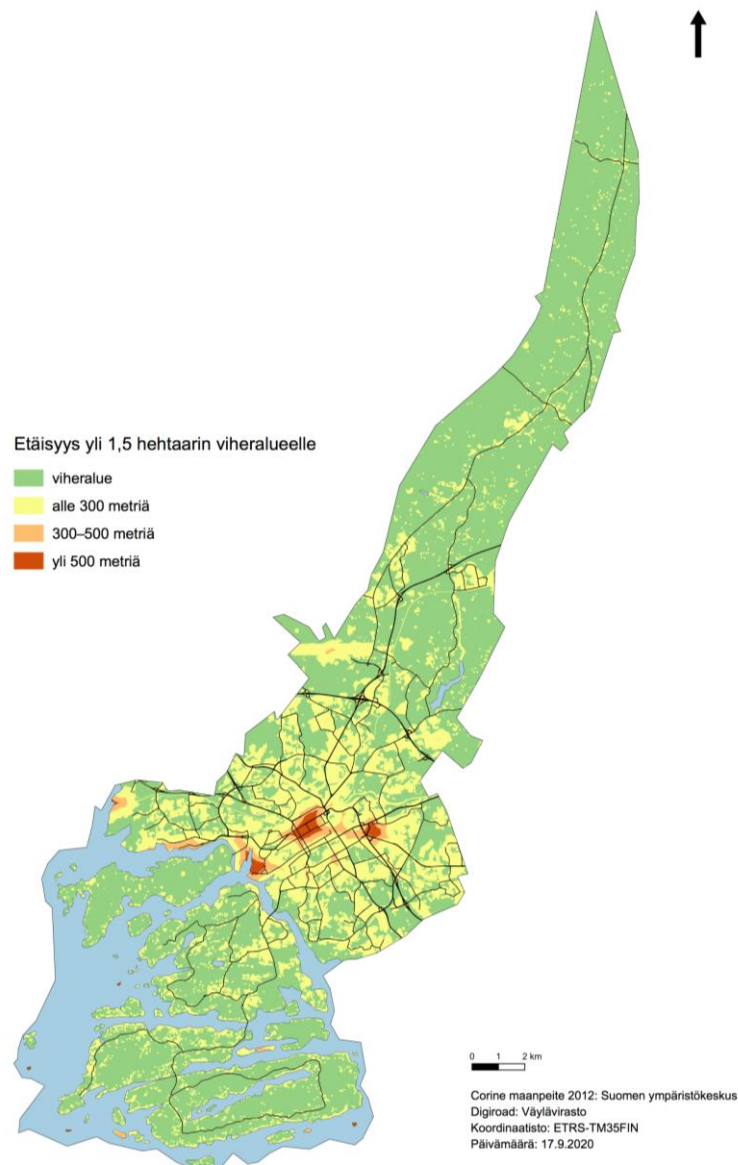 Etäisyys yli 1,5 hehtaarin viheralueelle
viheralue
alle 300 metriä
300–500 metriä
yli 500 metriä
0 1 2 km
Corine maanpeite 2012: Suomen ympäristökeskus
Digiroad: Väylävirasto
Koordinaatisto: ETRS-TM35FIN
Päivämäärä: 17.9.2020